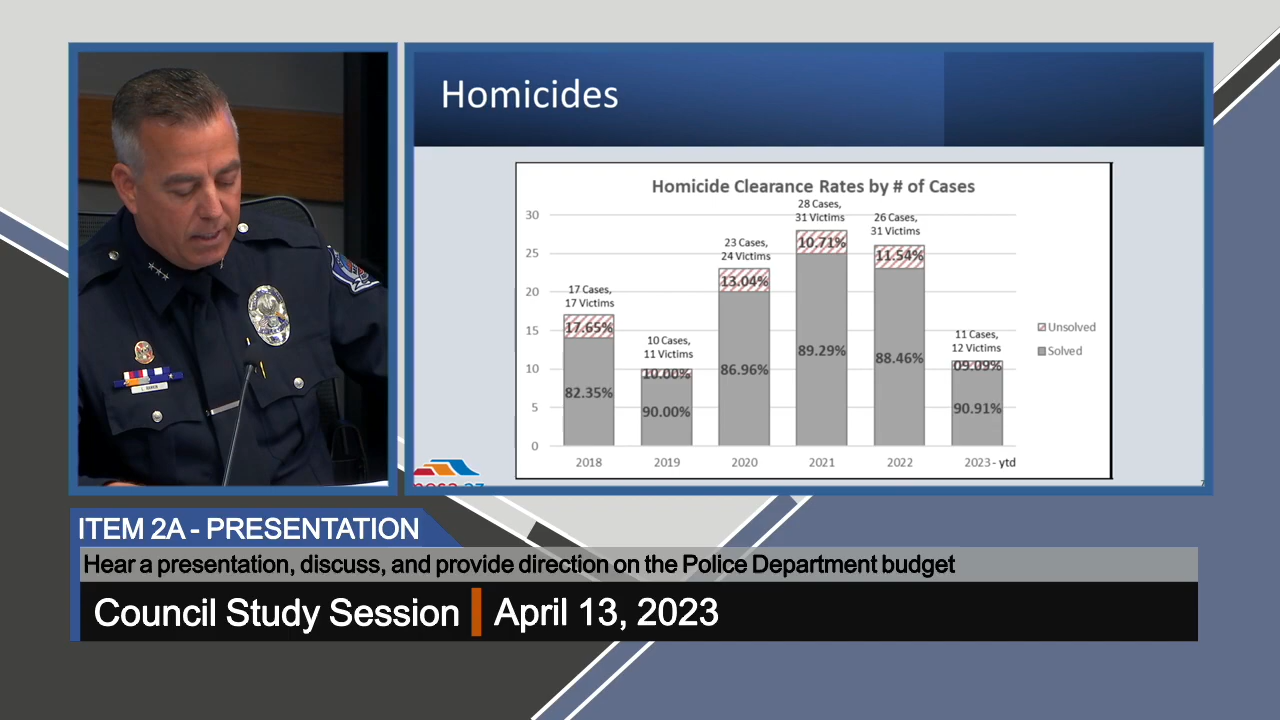 Homicides
Homicide Clearance Rates by # of Cases
30
25
20
15
10
5
0
17 Cases,
17 Victims
17.65%
82.35%
10 Cases,
11 Victims
10.00%
90.00%
23 Cases,
24 Victims
13.04%
86.96%
28 Cases,
31 Victims
10.71%
89.29%
26 Cases,
31 Victims
11.54%
88.46%
11 Cases,
12 Victims
09.09%
90.91%
2018
2019
2020
2021
2022
2023 - ytd
Unsolved
Solved
ITEM 2A - PRESENTATION
Hear a presentation, discuss, and provide direction on the Police Department budget
Council Study Session
April 13, 2023